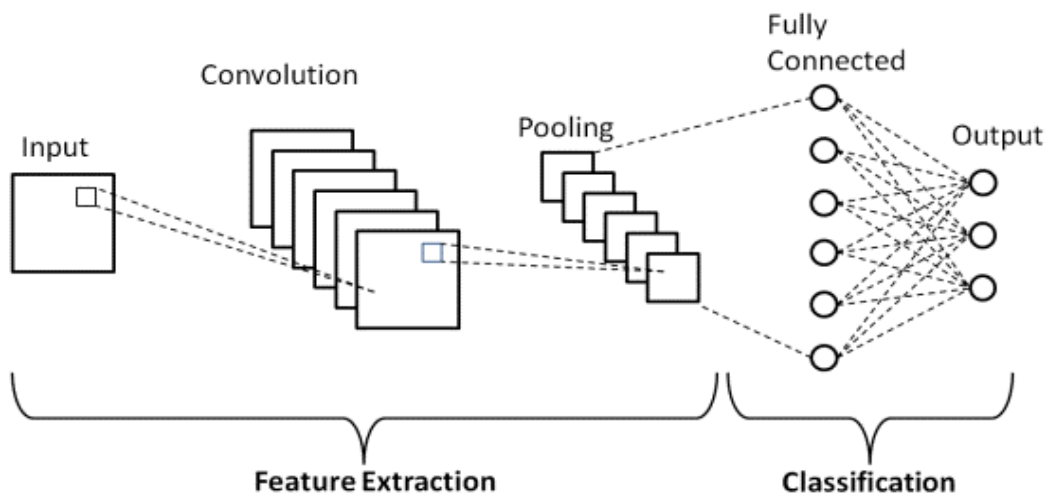 Input
Convolution
Pooling
Fully
Connected
Output
Feature Extraction
Classification